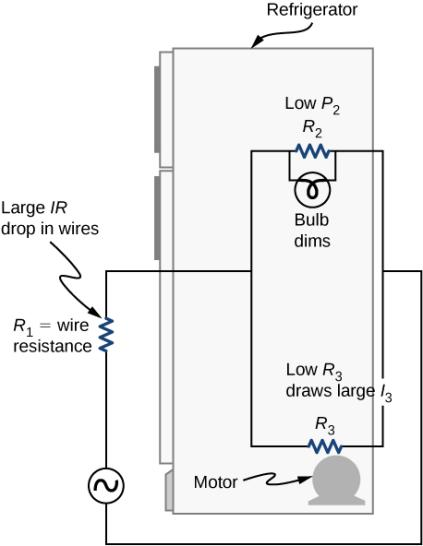 Refrigerator
Low P₂
R₂
Bulb
dims
Large IR
drop in wires
R₁ = wire
resistance
Low R₃
draws large I₃
R₃
Motor